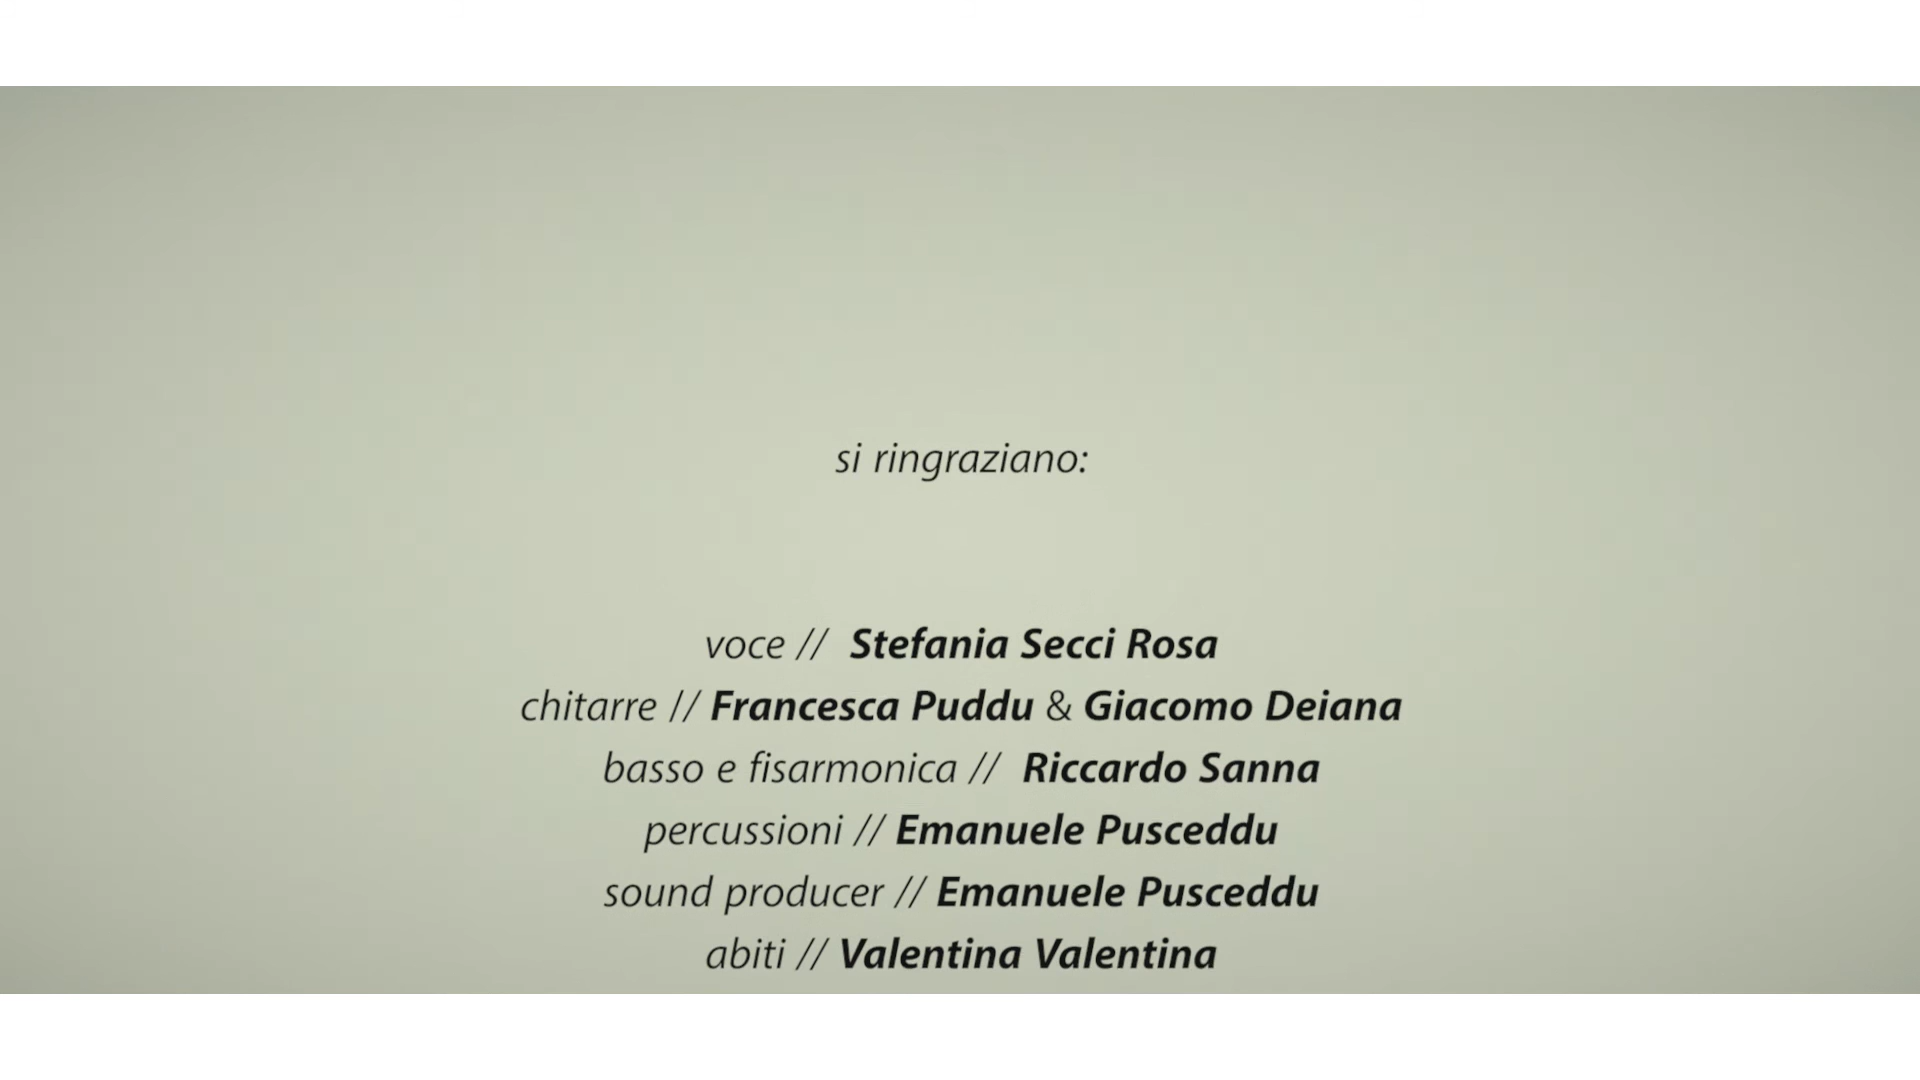 si ringraziano:
voce // Stefania Secci Rosa
chitarre // Francesca Puddu & Giacomo Deiana
basso e fisarmonica // Riccardo Sanna
percussioni // Emanuele Pusceddu
sound producer // Emanuele Pusceddu
abiti // Valentina Valentina